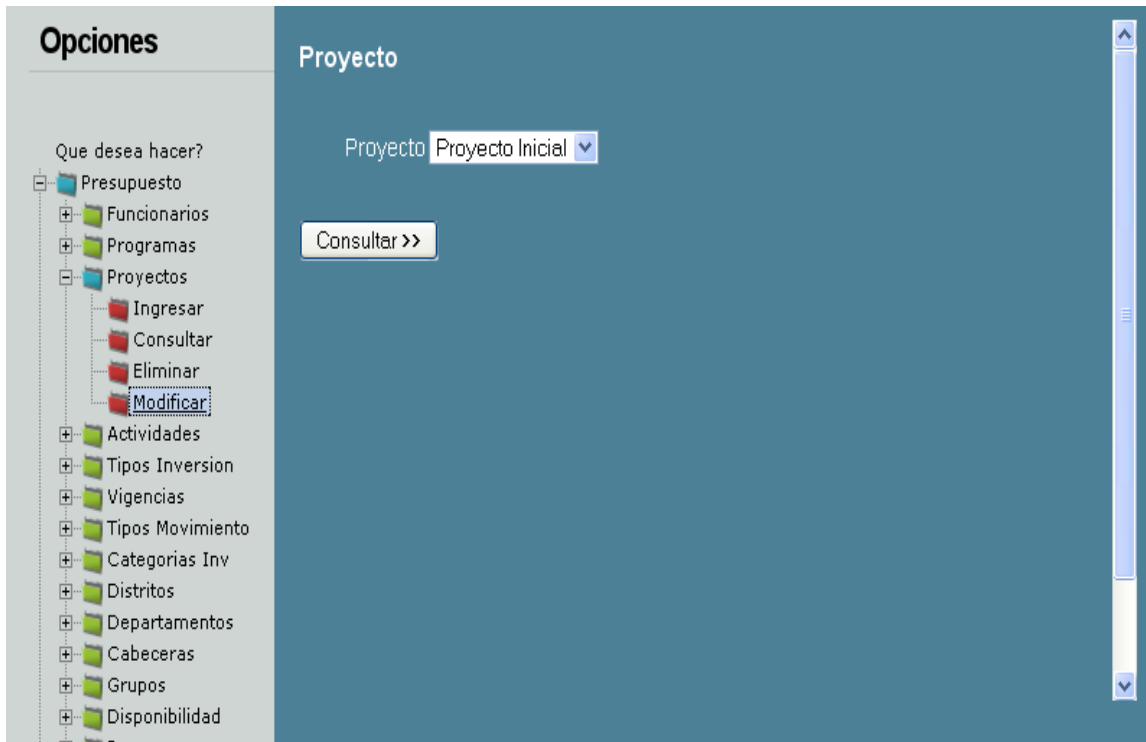 Opciones
Que desea hacer?
Presupuesto
Funcionarios
Programas
Proyectos
Ingresar
Consultar
Eliminar
Modificar
Actividades
Tipos Inversion
Vigencias
Tipos Movimiento
Categorias Inv
Distritos
Departamentos
Cabeceras
Grupos
Disponibilidad
Proyecto
Proyecto Proyecto Inicial
Consultar >>